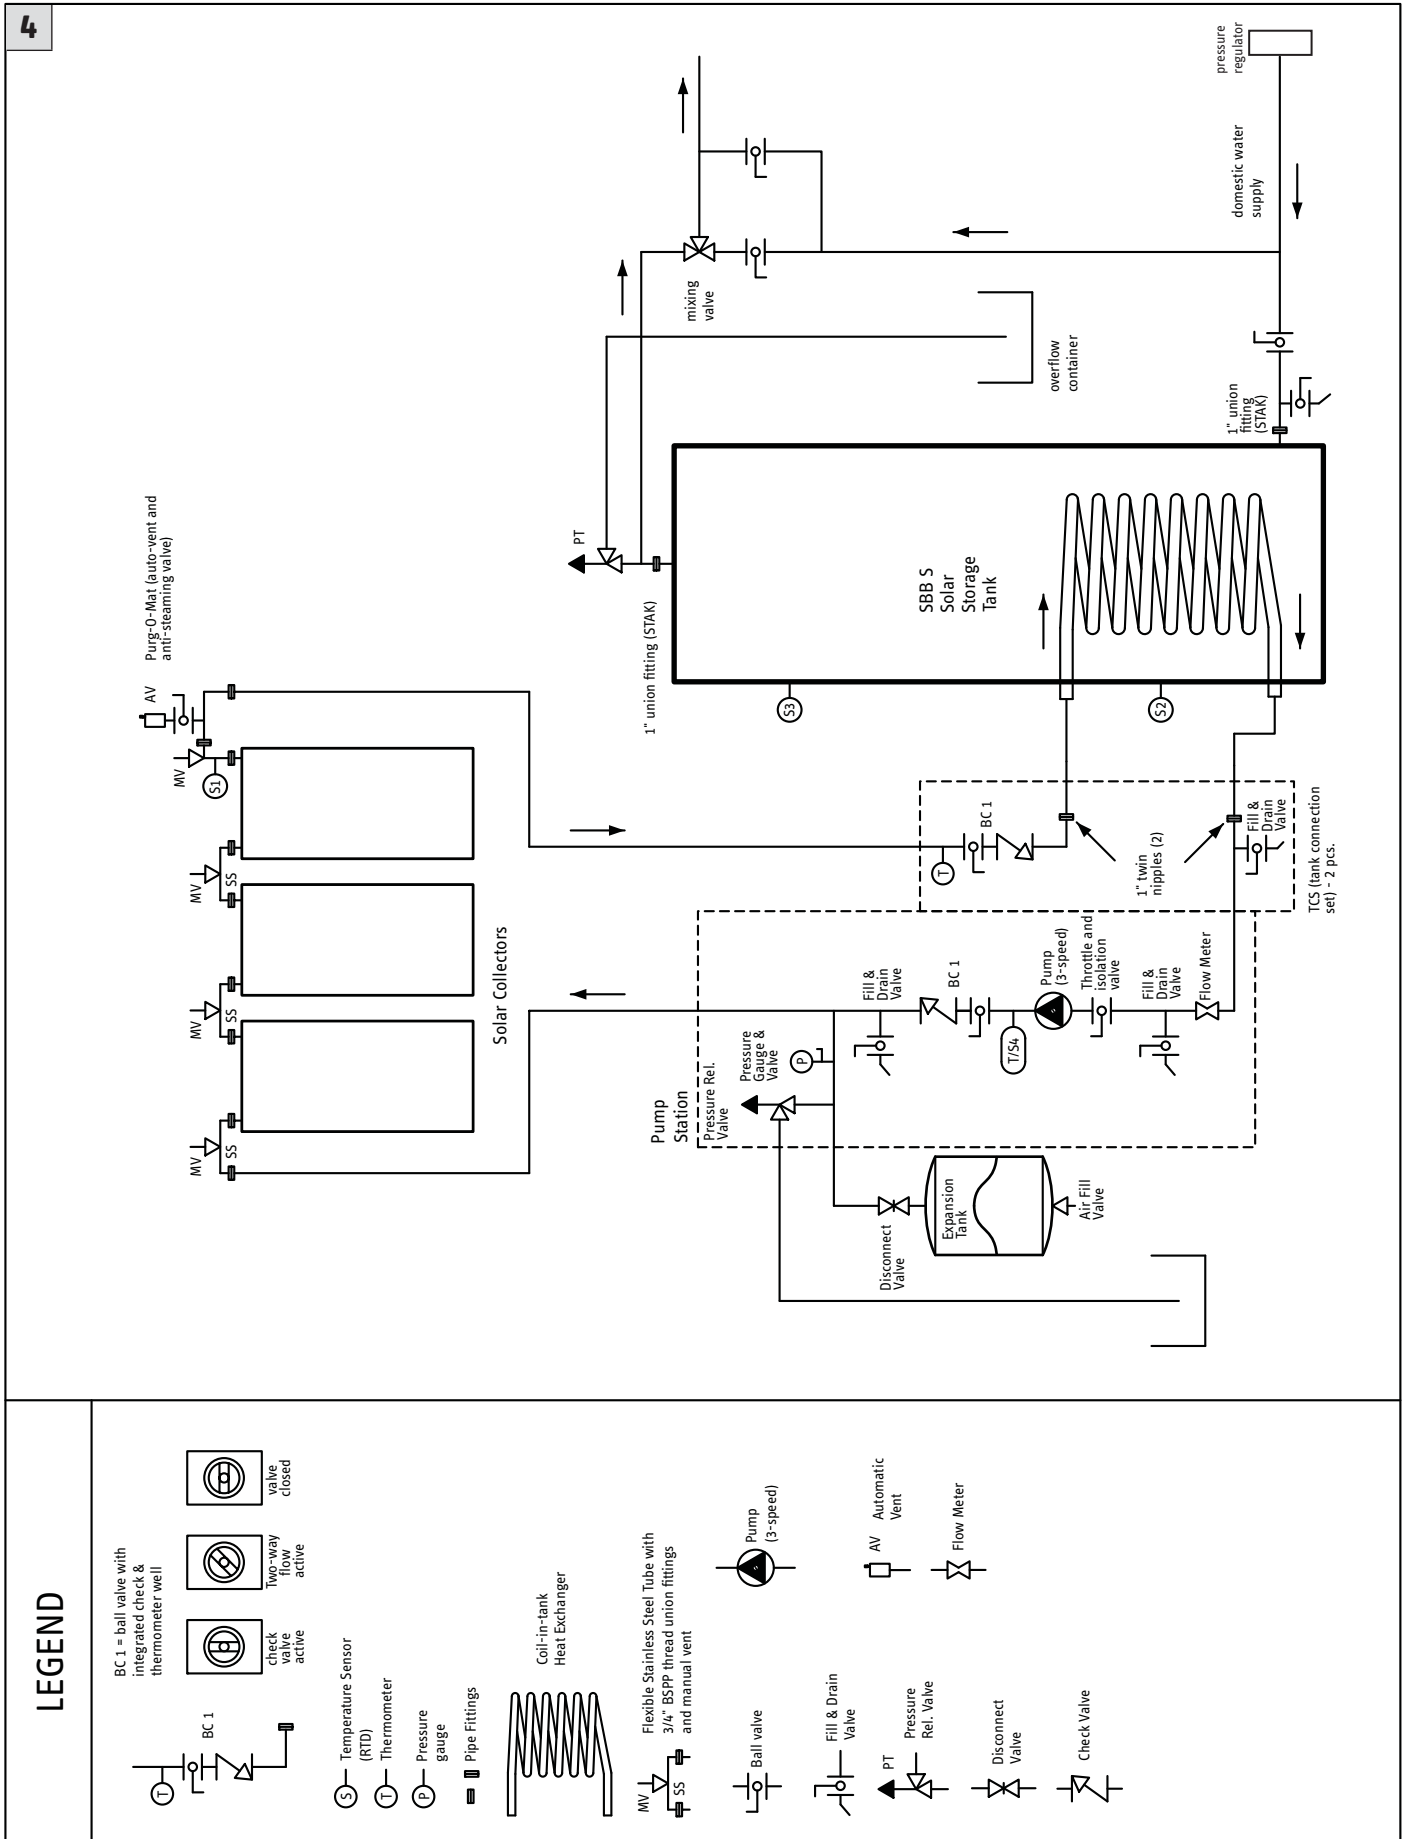 4
Purg-O-Mat (auto-vent and
anti-steaming valve)
AV
MV
S1
MV
SS
MV
SS
MV
SS
Solar Collectors
PT
1" union fitting (STAK)
mixing
valve
overflow
container
pressure
regulator
domestic water
supply
1" union
fitting
(STAK)
SBB S
Solar
Storage
Tank
S3
S2
T
BC 1
1" twin
nipples (2)
Fill &
Drain
Valve
TCS (tank connection
set) - 2 pcs.
Pump
Station
Pressure Rel.
Valve
Pressure
Gauge &
Valve
P
Fill &
Drain
Valve
BC 1
T/S4
Pump
(3-speed)
Throttle and
isolation
valve
Fill &
Drain
Valve
Flow Meter
Disconnect
Valve
Expansion
Tank
Air Fill
Valve
LEGEND
BC 1 = ball valve with
integrated check &
thermometer well
T
BC 1
check
valve
active
Two-way
flow
active
valve
closed
S
Temperature Sensor
(RTD)
T
Thermometer
P
Pressure
gauge
Pipe Fittings
Coil-in-tank
Heat Exchanger
MV
SS
Flexible Stainless Steel Tube with
3/4" BSPP thread union fittings
and manual vent
Ball valve
Pump
(3-speed)
Fill & Drain
Valve
AV
Automatic
Vent
PT
Pressure
Rel. Valve
Flow Meter
Disconnect
Valve
Check Valve